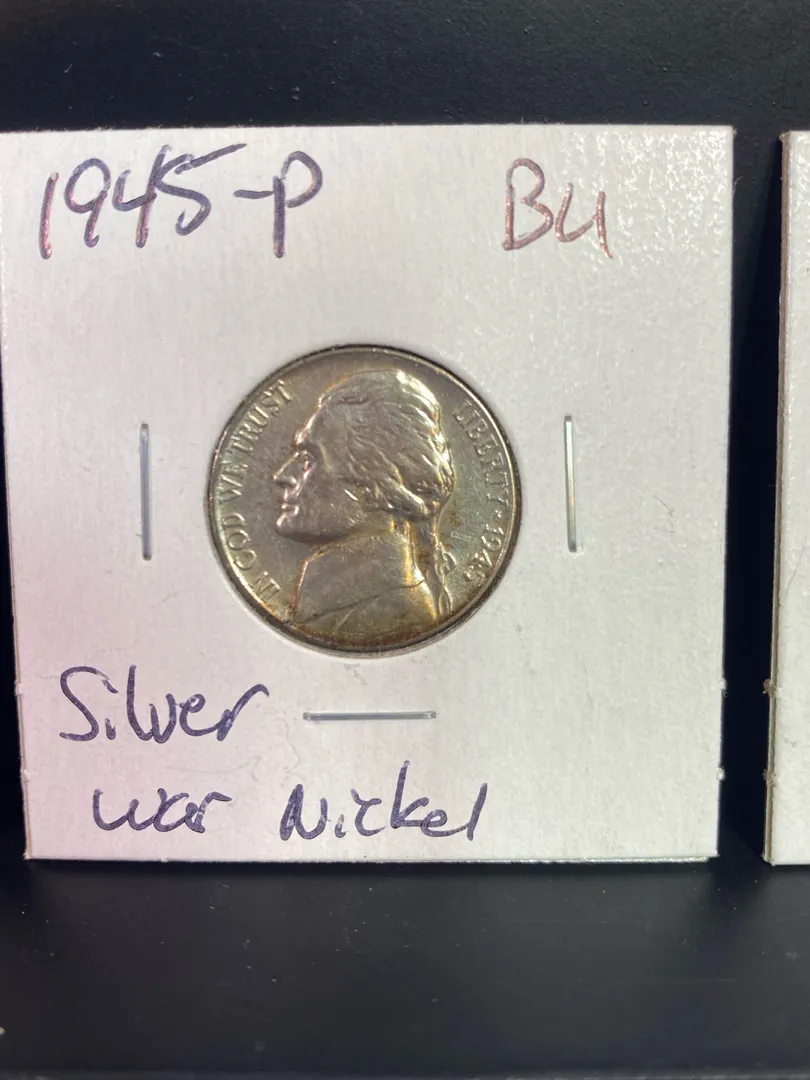 1945-P BU
IN GOD WE TRUST
LIBERTY ★ 1945
Silver
War Nickel